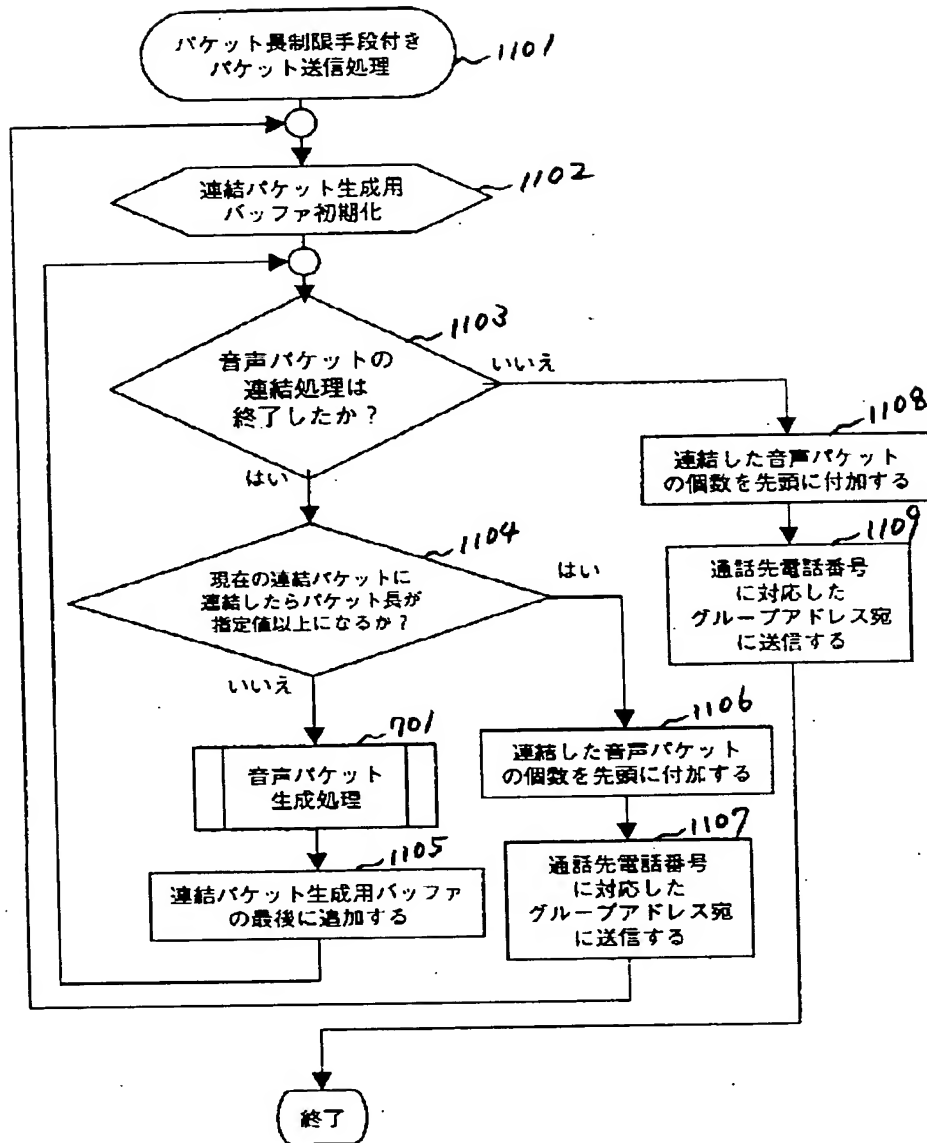 パケット長制限手段付き
パケット送信処理
1101
連結パケット生成用
バッファ初期化
1102
音声パケットの
連結処理は
終了したか？
1103
いいえ
はい
1108
連結した音声パケット
の個数を先頭に付加する
1109
通話先電話番号
に対応した
グループアドレス宛
に送信する
現在の連結パケットに
連結したらパケット長が
指定値以上になるか？
1104
はい
いいえ
701
音声パケット
生成処理
1105
連結パケット生成用バッファ
の最後に追加する
1106
連結した音声パケット
の個数を先頭に付加する
1107
通話先電話番号
に対応した
グループアドレス宛
に送信する
終了